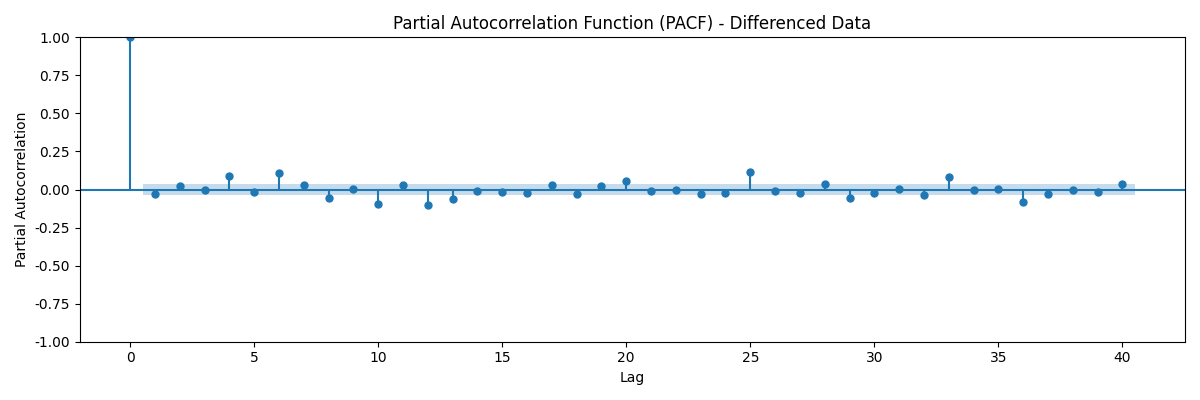 Partial Autocorrelation Function (PACF) - Differenced Data
1.00
0.75
0.50
0.25
0.00
-0.25
-0.50
-0.75
-1.00
Partial Autocorrelation
0 5 10 15 20 25 30 35 40
Lag